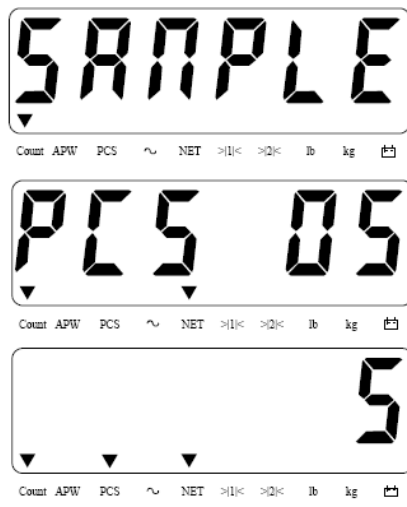 SAMPLE
Count APW PCS ~ NET >|1|< >|2|< lb kg
PCS 05
Count APW PCS ~ NET >|1|< >|2|< lb kg
5
Count APW PCS ~ NET >|1|< >|2|< lb kg